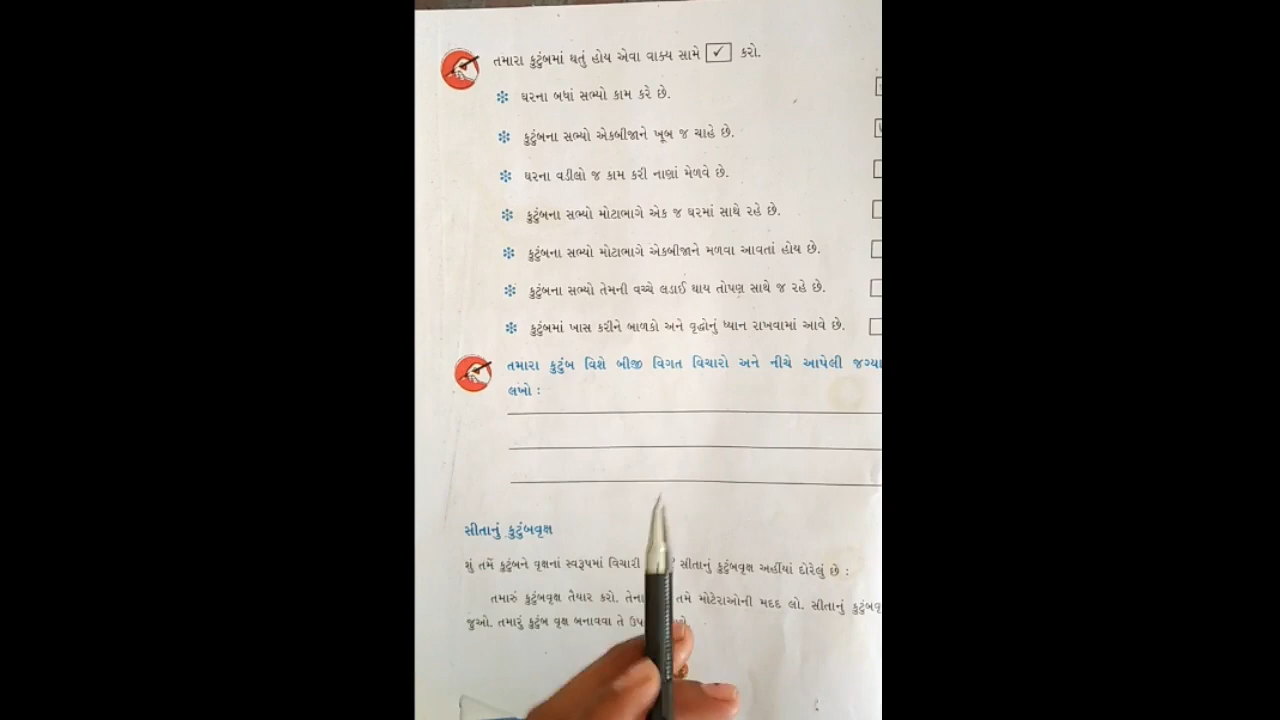 તમારા કુટુંબમાં થતું હોય એવા વાક્ય સામે ✓ કરો.
❇ ઘરના બધાં સભ્યો કામ કરે છે.
❇ કુટુંબના સભ્યો એકબીજાને ખૂબ જ ચાહે છે.
❇ ઘરના વડીલો જ કામ કરી નાણાં મેળવે છે.
❇ કુટુંબના સભ્યો મોટાભાગે એક જ ઘરમાં સાથે રહે છે.
❇ કુટુંબના સભ્યો મોટાભાગે એકબીજાને મળવા આવતાં હોય છે.
❇ કુટુંબના સભ્યો તેમની વચ્ચે લડાઈ થાય તોપણ સાથે જ રહે છે.
❇ કુટુંબમાં ખાસ કરીને બાળકો અને વૃદ્ધોનું ધ્યાન રાખવામાં આવે છે.
તમારા કુટુંબ વિશે બીજી વિગત વિચારો અને નીચે આપેલી જગ્યા
લખો :
સીતાનું કુટુંબવૃક્ષ
શું તમેં કુટુંબને વૃક્ષનાં સ્વરૂપમાં વિચારી સીતાનું કુટુંબવૃક્ષ અહીંયાં દોરેલું છે :
તમારું કુટુંબવૃક્ષ તૈયાર કરો. તેના તમે મોટેરાઓની મદદ લો. સીતાનું
જુઓ. તમારું કુટુંબ વૃક્ષ બનાવવા તે